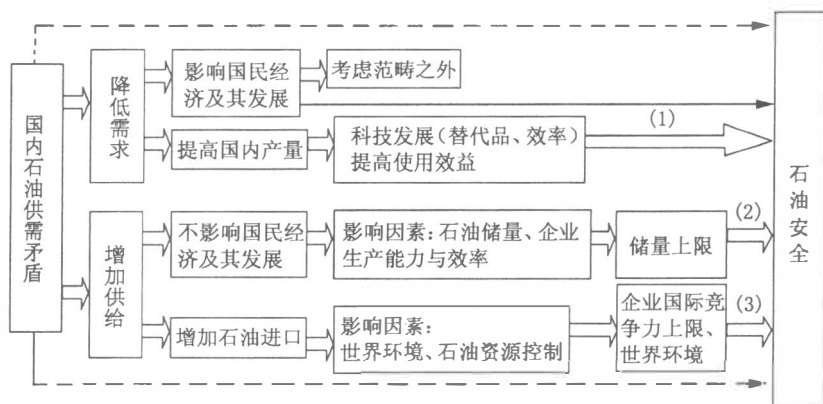 国内石油供需矛盾
降低需求
影响国民经
济及其发展
考虑范畴之外
提高国内产量
科技发展(替代品、效率)
提高使用效益
(1)
增加供给
不影响国民经
济及其发展
影响因素:石油储量、企业
生产能力与效率
储量上限
(2)
增加石油进口
影响因素:
世界环境、石油资源控制
企业国际竞
争力上限、
世界环境
(3)
石油安全